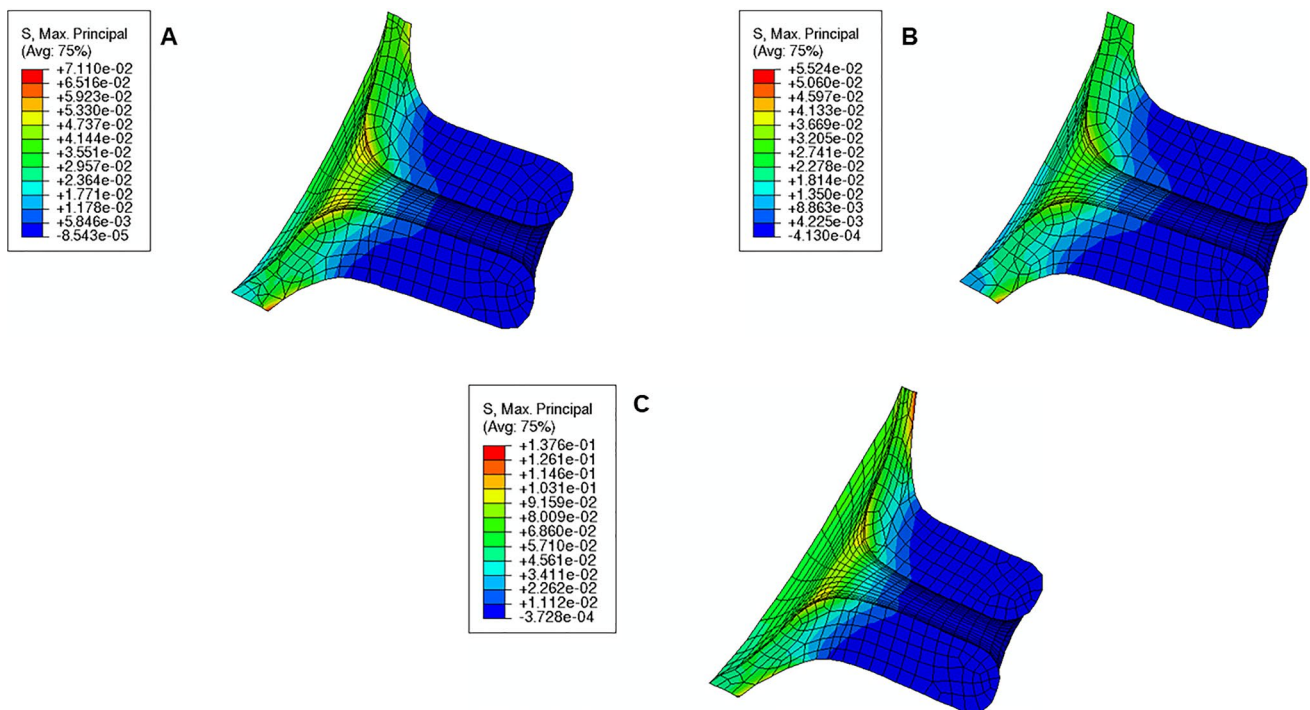 A
S, Max. Principal
(Avg: 75%)
+7.110e-02
+6.516e-02
+5.923e-02
+5.330e-02
+4.737e-02
+4.144e-02
+3.551e-02
+2.957e-02
+2.364e-02
+1.771e-02
+1.178e-02
+5.846e-03
-8.543e-05
B
S, Max. Principal
(Avg: 75%)
+5.524e-02
+5.060e-02
+4.597e-02
+4.133e-02
+3.669e-02
+3.205e-02
+2.741e-02
+2.278e-02
+1.814e-02
+1.350e-02
+8.863e-03
+4.225e-03
-4.130e-04
C
S, Max. Principal
(Avg: 75%)
+1.376e-01
+1.261e-01
+1.146e-01
+1.031e-01
+9.159e-02
+8.009e-02
+6.860e-02
+5.710e-02
+4.561e-02
+3.411e-02
+2.262e-02
+1.112e-02
-3.728e-04